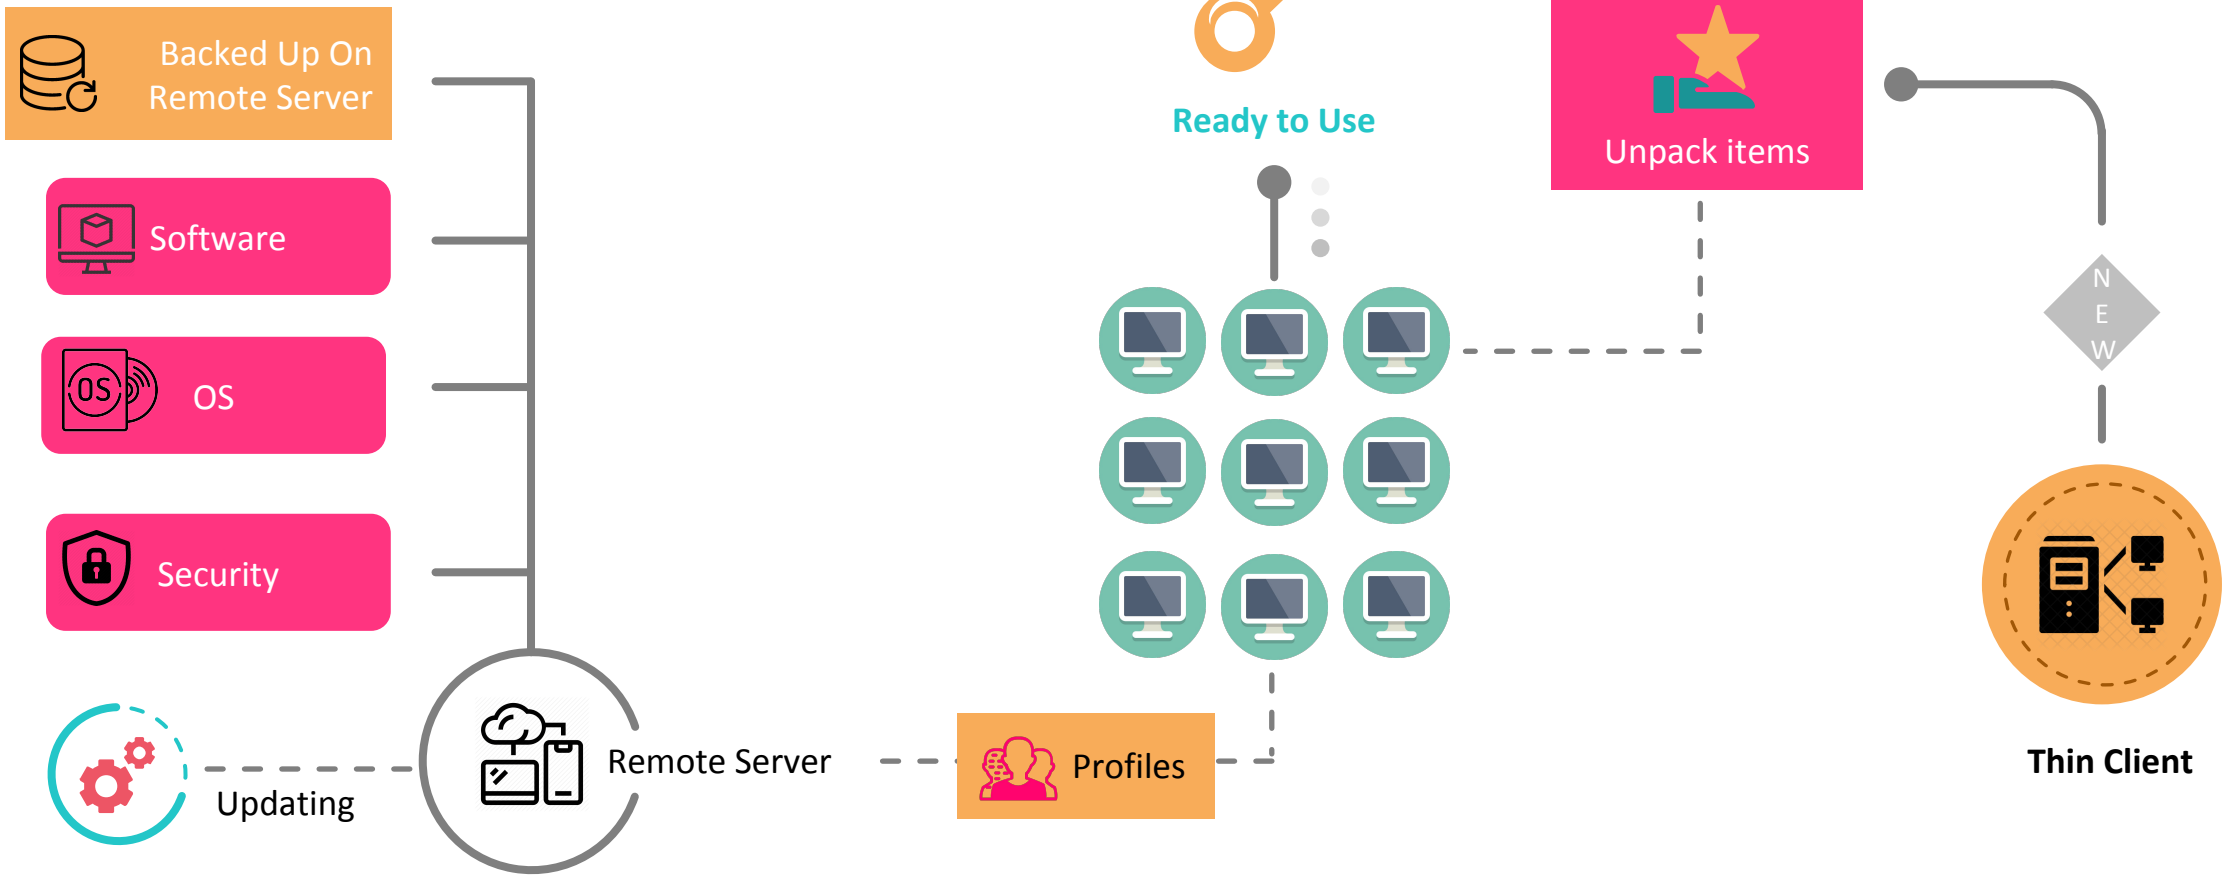 Backed Up On
Remote Server
Software
OS
OS
Security
Updating
Remote Server
Profiles
Ready to Use
Unpack items
N
E
W
Thin Client